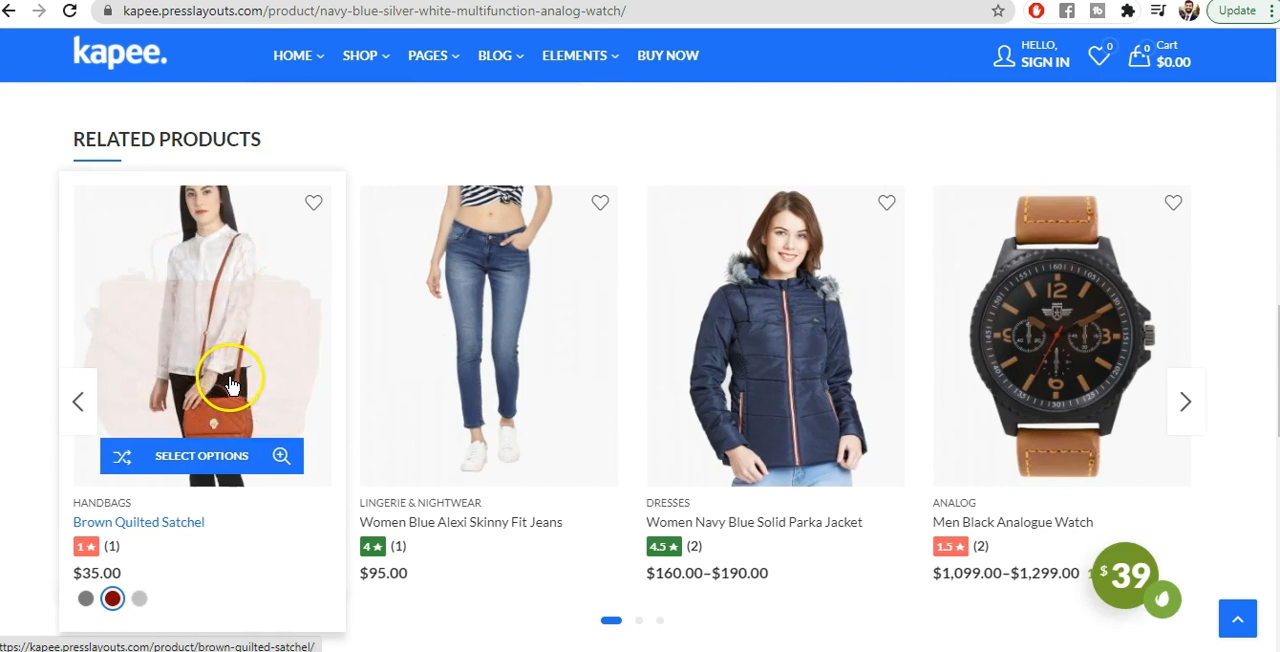 kapee.presslayouts.com/product/navy-blue-silver-white-multifunction-analog-watch/
Update
kapee.
HOME
SHOP
PAGES
BLOG
ELEMENTS
BUY NOW
HELLO,
SIGN IN
0
0
Cart
$0.00
RELATED PRODUCTS
SELECT OPTIONS
HANDBAGS
Brown Quilted Satchel
1 ★ (1)
$35.00
LINGERIE & NIGHTWEAR
Women Blue Alexi Skinny Fit Jeans
4 ★ (1)
$95.00
DRESSES
Women Navy Blue Solid Parka Jacket
4.5 ★ (2)
$160.00–$190.00
12
ANALOG
Men Black Analogue Watch
1.5 ★ (2)
$1,099.00–$1,299.00
$39
ttps://kapee.presslayouts.com/product/brown-quilted-satchel/